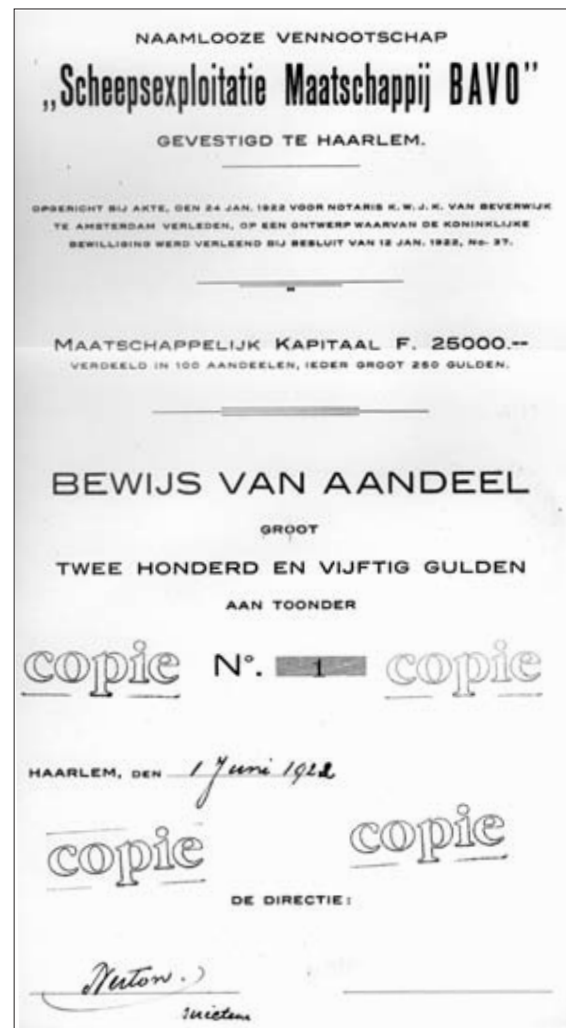 NAAMLOOZE VENNOOTSCHAP
„Scheepsexploitatie Maatschappij BAVO”
GEVESTIGD TE HAARLEM.
OPGERICHT BIJ AKTE, DEN 24 JAN. 1922 VOOR NOTARIS K. W. J. K. VAN BEVERWIJK
TE AMSTERDAM VERLEDEN, OP EEN ONTWERP WAARVAN DE KONINKLIJKE
BEWILLIGING WERD VERLEEND BIJ BESLUIT VAN 12 JAN. 1922, No. 37.
MAATSCHAPPELIJK KAPITAAL F. 25000.--
VERDEELD IN 100 AANDEELEN, IEDER GROOT 250 GULDEN.
BEWIJS VAN AANDEEL
GROOT
TWEE HONDERD EN VIJFTIG GULDEN
AAN TOONDER
copie No. 1 copie
HAARLEM, DEN 1 Juni 1922
copie copie
DE DIRECTIE: